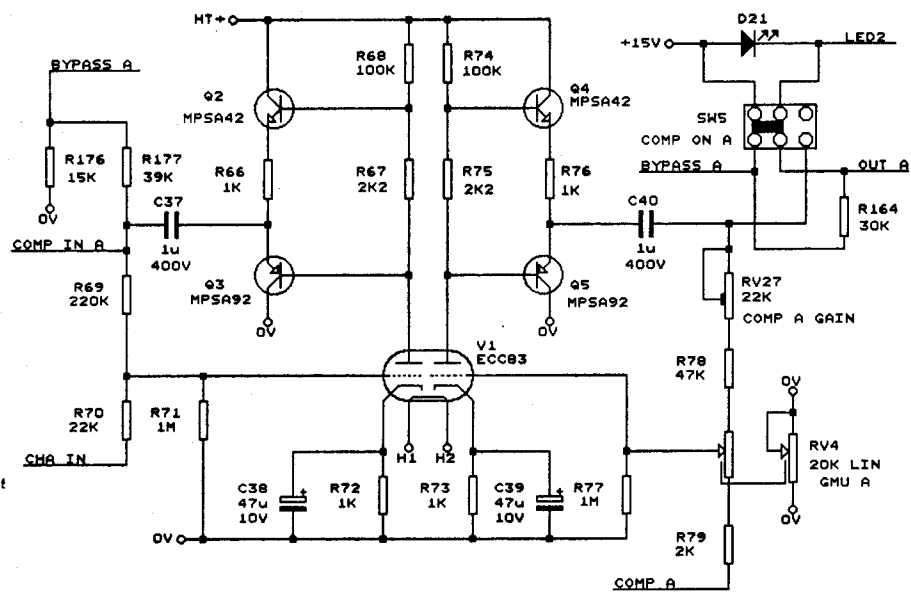 HT+
D21
+15V
LED2
BYPASS A
R68
100K
R74
100K
Q2
MPSA42
Q4
MPSA42
SW5
COMP ON A
R176
15K
R177
39K
R66
1K
R67
2K2
R75
2K2
R76
1K
BYPASS A
OUT A
0V
C37
1u
400V
C40
1u
400V
R164
30K
COMP IN A
R69
220K
Q3
MPSA92
Q5
MPSA92
RV27
22K
COMP A GAIN
0V
0V
V1
ECC83
R78
47K
0V
R70
22K
R71
1M
H1
H2
RV4
20K LIN
GMU A
CHA IN
C38
47u
10V
R72
1K
R73
1K
C39
47u
10V
R77
1M
0V
0V
R79
2K
COMP A